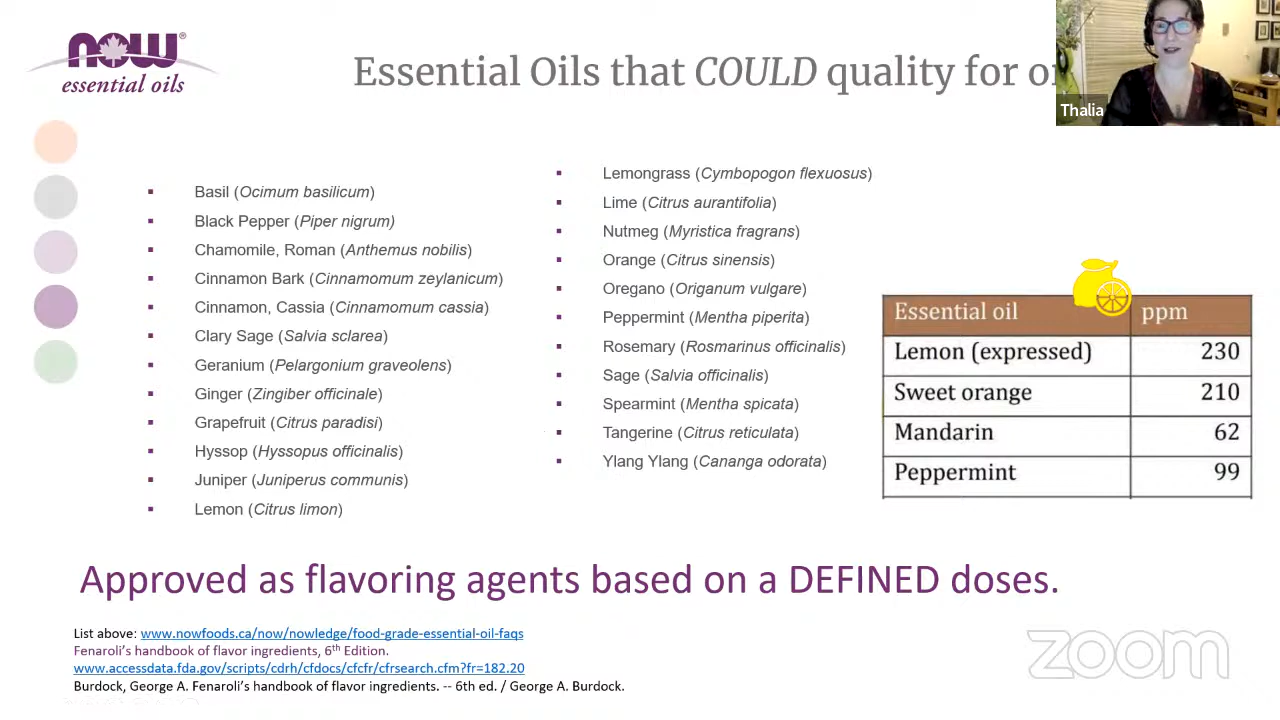 NOW®
essential oils
Essential Oils that COULD quality for o
Thalia
▪ Basil (Ocimum basilicum)
▪ Black Pepper (Piper nigrum)
▪ Chamomile, Roman (Anthemus nobilis)
▪ Cinnamon Bark (Cinnamomum zeylanicum)
▪ Cinnamon, Cassia (Cinnamomum cassia)
▪ Clary Sage (Salvia sclarea)
▪ Geranium (Pelargonium graveolens)
▪ Ginger (Zingiber officinale)
▪ Grapefruit (Citrus paradisi)
▪ Hyssop (Hyssopus officinalis)
▪ Juniper (Juniperus communis)
▪ Lemon (Citrus limon)
▪ Lemongrass (Cymbopogon flexuosus)
▪ Lime (Citrus aurantifolia)
▪ Nutmeg (Myristica fragrans)
▪ Orange (Citrus sinensis)
▪ Oregano (Origanum vulgare)
▪ Peppermint (Mentha piperita)
▪ Rosemary (Rosmarinus officinalis)
▪ Sage (Salvia officinalis)
▪ Spearmint (Mentha spicata)
▪ Tangerine (Citrus reticulata)
▪ Ylang Ylang (Cananga odorata)
Essential oil ppm
Lemon (expressed) 230
Sweet orange 210
Mandarin 62
Peppermint 99
Approved as flavoring agents based on a DEFINED doses.
List above: www.nowfoods.ca/now/nowledge/food-grade-essential-oil-faqs
Fenaroli's handbook of flavor ingredients, 6th Edition.
www.accessdata.fda.gov/scripts/cdrh/cfdocs/cfcfr/cfrsearch.cfm?fr=182.20
Burdock, George A. Fenaroli's handbook of flavor ingredients. -- 6th ed. / George A. Burdock.
zoom